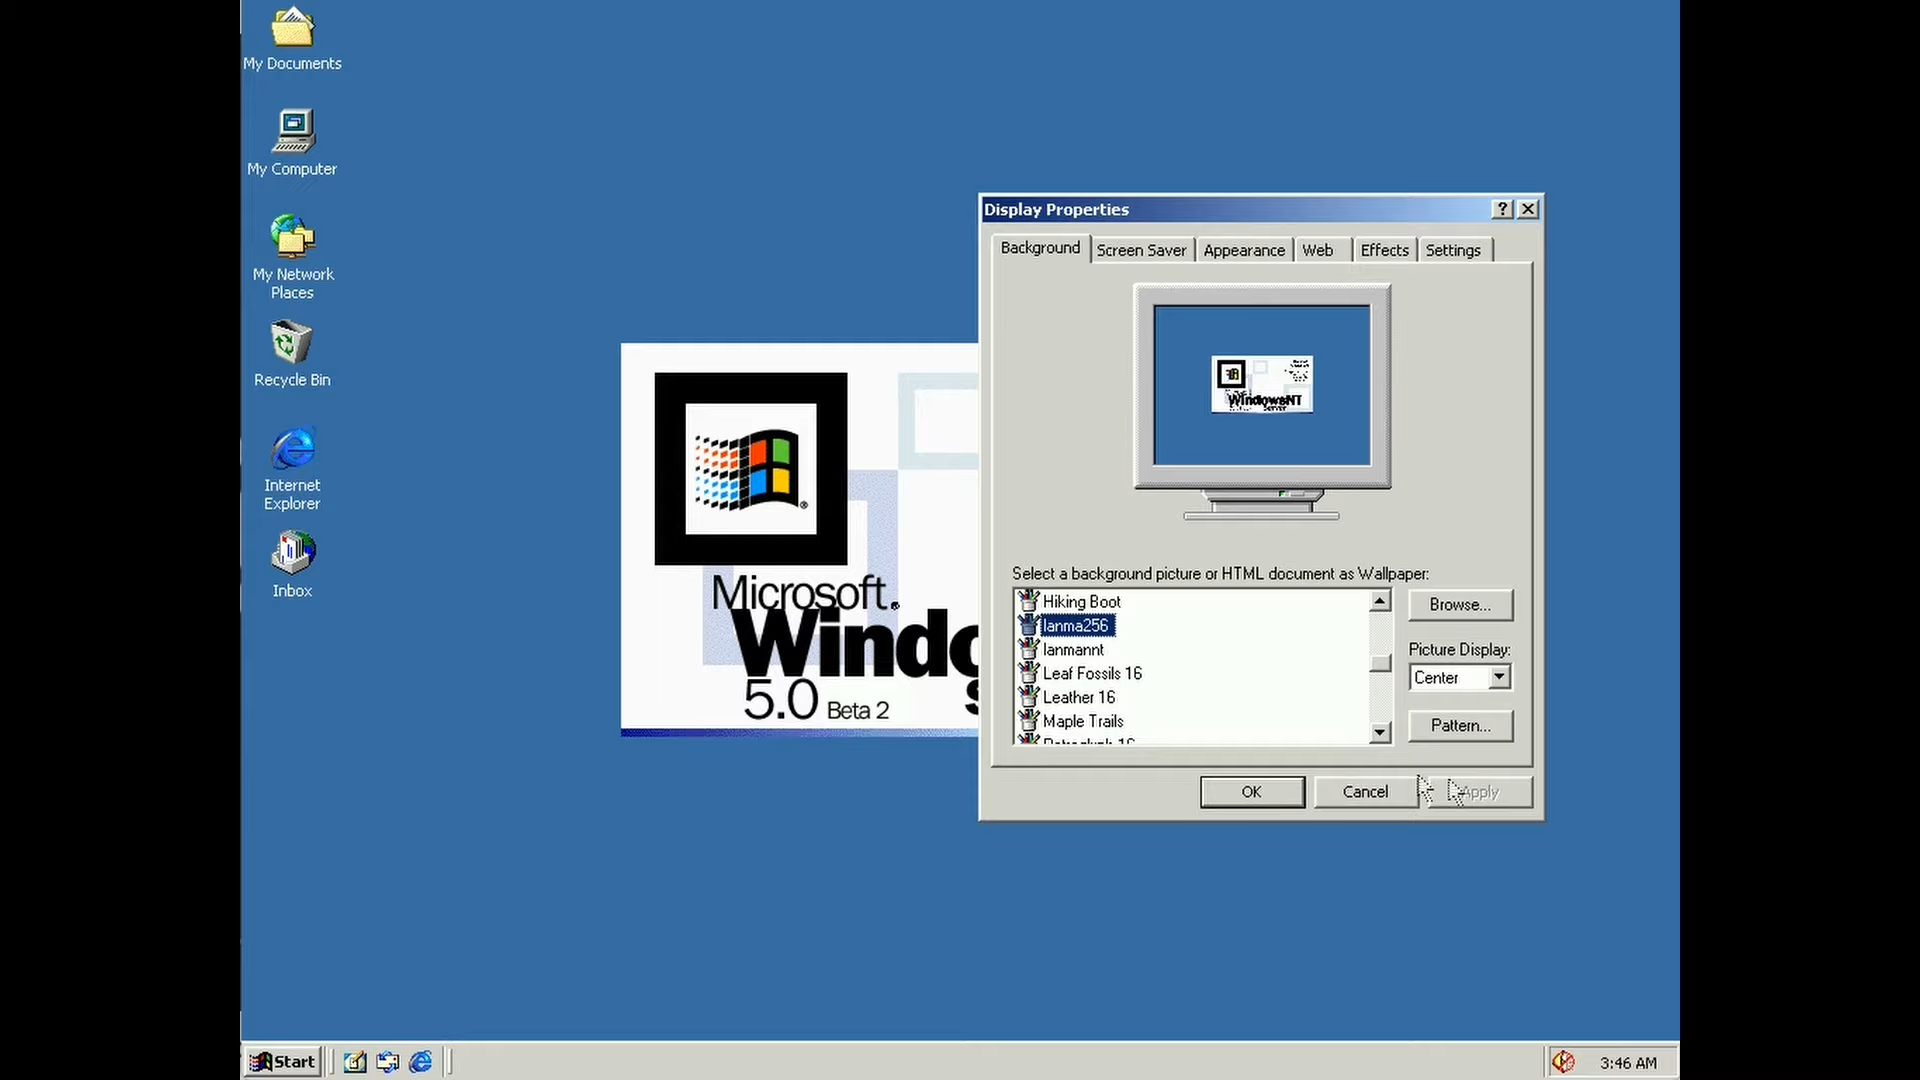 My Documents
My Computer
My Network
Places
Recycle Bin
Internet
Explorer
Inbox
Microsoft®
Windo
5.0 Beta 2
Display Properties
Background
Screen Saver
Appearance
Web
Effects
Settings
WindowsNT
Select a background picture or HTML document as Wallpaper:
Hiking Boot
lanma256
lanmannt
Leaf Fossils 16
Leather 16
Maple Trails
Browse...
Picture Display:
Center
Pattern...
OK
Cancel
Apply
Start
3:46 AM